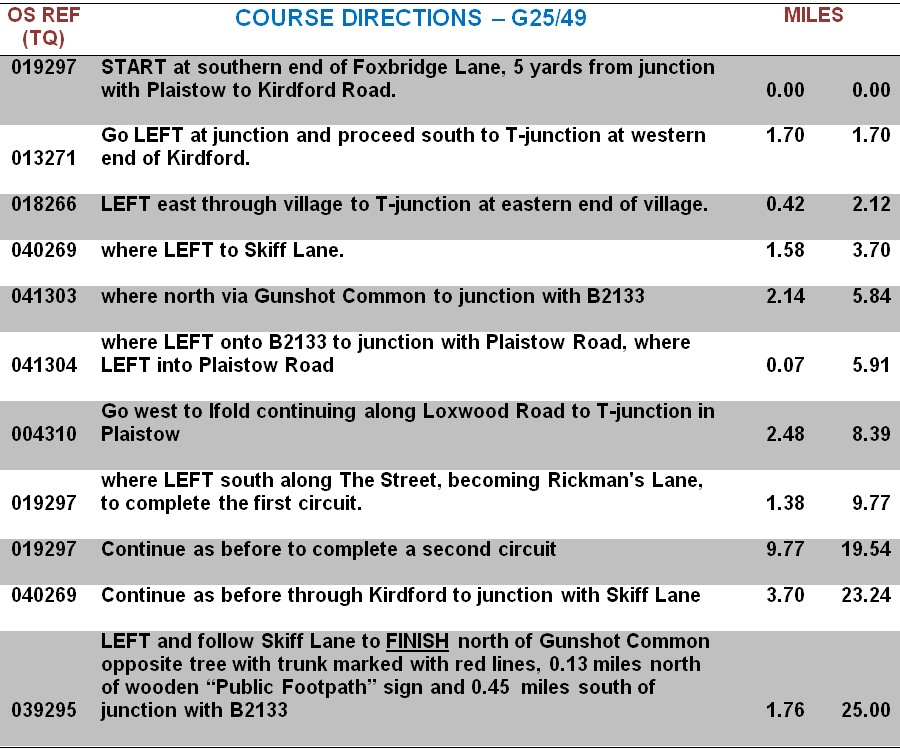 OS REF COURSE DIRECTIONS – G25/49 MILES
(TQ)
019297 START at southern end of Foxbridge Lane, 5 yards from junction
with Plaistow to Kirdford Road. 0.00 0.00
Go LEFT at junction and proceed south to T-junction at western 1.70 1.70
013271 end of Kirdford.
018266 LEFT east through village to T-junction at eastern end of village. 0.42 2.12
040269 where LEFT to Skiff Lane. 1.58 3.70
041303 where north via Gunshot Common to junction with B2133 2.14 5.84
where LEFT onto B2133 to junction with Plaistow Road, where
041304 LEFT into Plaistow Road 0.07 5.91
Go west to Ifold continuing along Loxwood Road to T-junction in
004310 Plaistow 2.48 8.39
where LEFT south along The Street, becoming Rickman's Lane,
019297 to complete the first circuit. 1.38 9.77
019297 Continue as before to complete a second circuit 9.77 19.54
040269 Continue as before through Kirdford to junction with Skiff Lane 3.70 23.24
LEFT and follow Skiff Lane to FINISH north of Gunshot Common
opposite tree with trunk marked with red lines, 0.13 miles north
of wooden “Public Footpath” sign and 0.45 miles south of
039295 junction with B2133 1.76 25.00